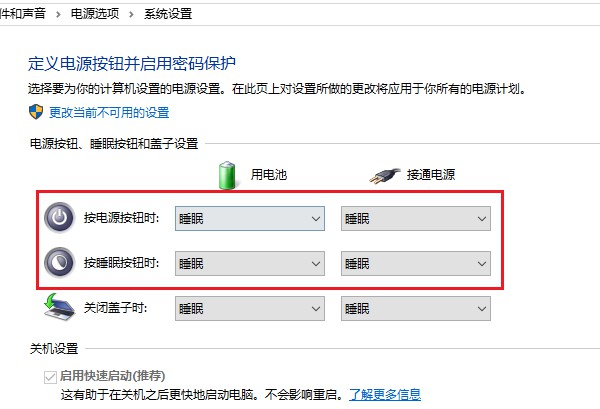 件和声音 > 电源选项 > 系统设置
定义电源按钮并启用密码保护
选择要为你的计算机设置的电源设置。在此页上对设置所做的更改将应用于你所有的电源计划。
更改当前不可用的设置
电源按钮、睡眠按钮和盖子设置
用电池 接通电源
按电源按钮时: 睡眠 睡眠
按睡眠按钮时: 睡眠 睡眠
关闭盖子时: 睡眠 睡眠
关机设置
启用快速启动(推荐)
这有助于在关机之后更快地启动电脑。不会影响重启。了解更多信息